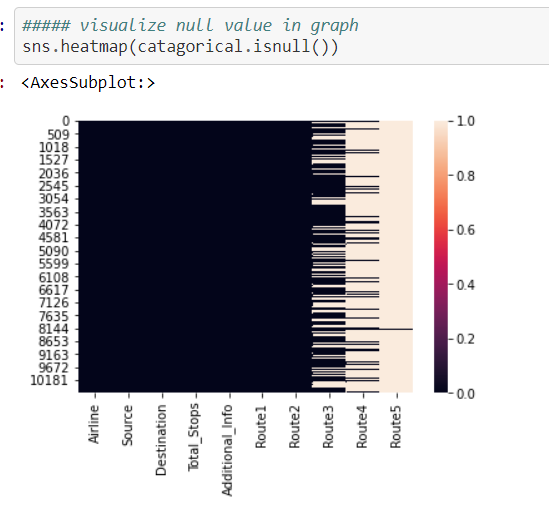 : ##### visualize null value in graph
sns.heatmap(catagorical.isnull())
: <AxesSubplot:>
0
509
1018
1527
2036
2545
3054
3563
4072
4581
5090
5599
6108
6617
7126
7635
8144
8653
9163
9672
10181
1.0
0.8
0.6
0.4
0.2
0.0
Airline
Source
Destination
Total_Stops
Additional_Info
Route1
Route2
Route3
Route4
Route5